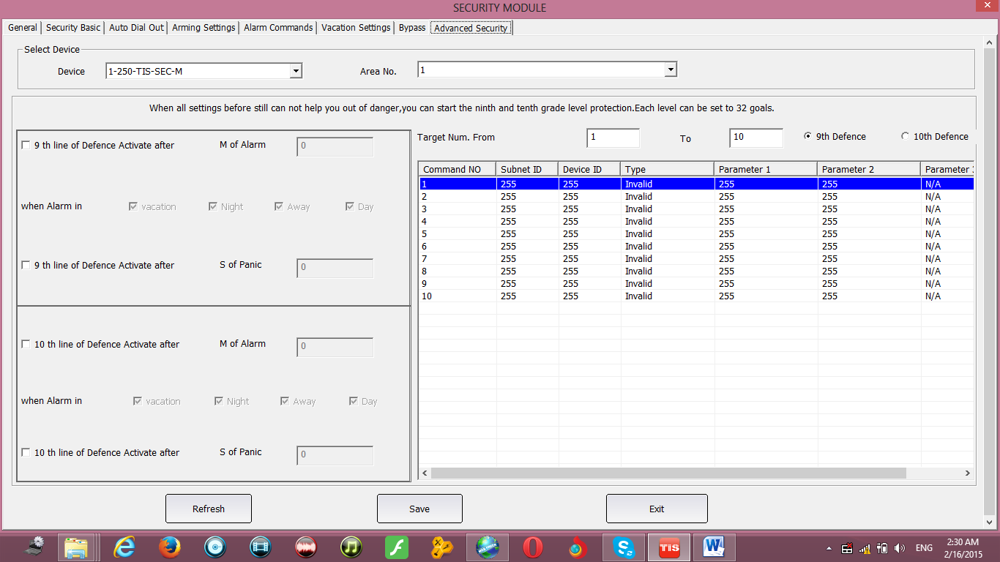 SECURITY MODULE
General Security Basic Auto Dial Out Arming Settings Alarm Commands Vacation Settings Bypass Advanced Security
Select Device
Device 1-250-TIS-SEC-M Area No. 1
When all settings before still can not help you out of danger,you can start the ninth and tenth grade level protection.Each level can be set to 32 goals.
9 th line of Defence Activate after M of Alarm 0
when Alarm in vacation Night Away Day
9 th line of Defence Activate after S of Panic 0
10 th line of Defence Activate after M of Alarm 0
when Alarm in vacation Night Away Day
10 th line of Defence Activate after S of Panic 0
Target Num. From 1 To 10 9th Defence 10th Defence
Command NO Subnet ID Device ID Type Parameter 1 Parameter 2 Parameter
1 255 255 Invalid 255 255 N/A
2 255 255 Invalid 255 255 N/A
3 255 255 Invalid 255 255 N/A
4 255 255 Invalid 255 255 N/A
5 255 255 Invalid 255 255 N/A
6 255 255 Invalid 255 255 N/A
7 255 255 Invalid 255 255 N/A
8 255 255 Invalid 255 255 N/A
9 255 255 Invalid 255 255 N/A
10 255 255 Invalid 255 255 N/A
Refresh Save Exit
TIS
ENG
2:30 AM
2/16/2015